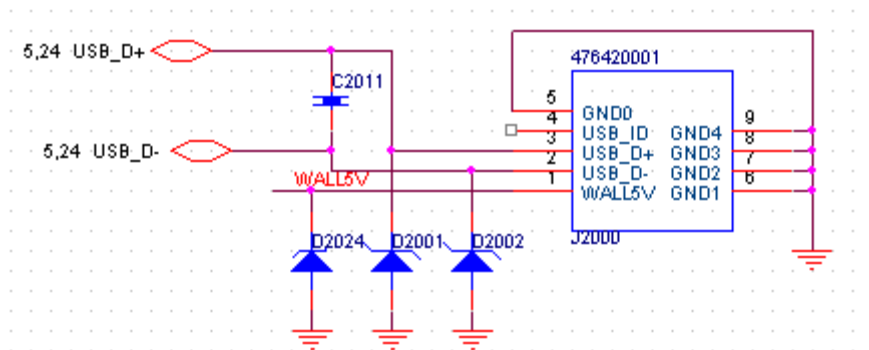 5,24 USB_D+
476420001
C2011
5
GND0
9
4
USB_ID
GND4
8
5,24 USB_D-
3
USB_D+
GND3
7
2
USB_D-
GND2
6
WALL5V
1
WALL5V
GND1
D2024
D2001
D2002
J2000